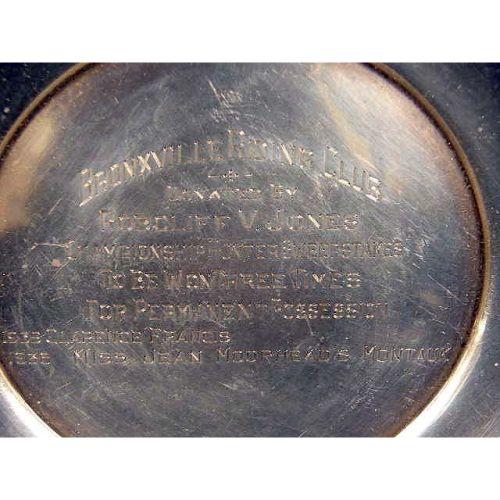 BRONXVILLE RIDING CLUB
DONATED BY
V. JONES
CHAMPIONSHIP HUNTER SWEEPSTAKES
TO BE WON THREE TIMES
FOR PERMANENT POSSESSION
CLARENCE FRANCIS
MISS JEAN MOORHEAD'S MONTAUK